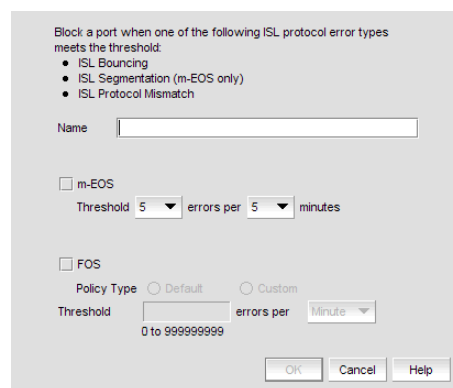 Block a port when one of the following ISL protocol error types
meets the threshold:
● ISL Bouncing
● ISL Segmentation (m-EOS only)
● ISL Protocol Mismatch
Name
m-EOS
Threshold 5 errors per 5 minutes
FOS
Policy Type Default Custom
Threshold errors per Minute
0 to 999999999
OK Cancel Help